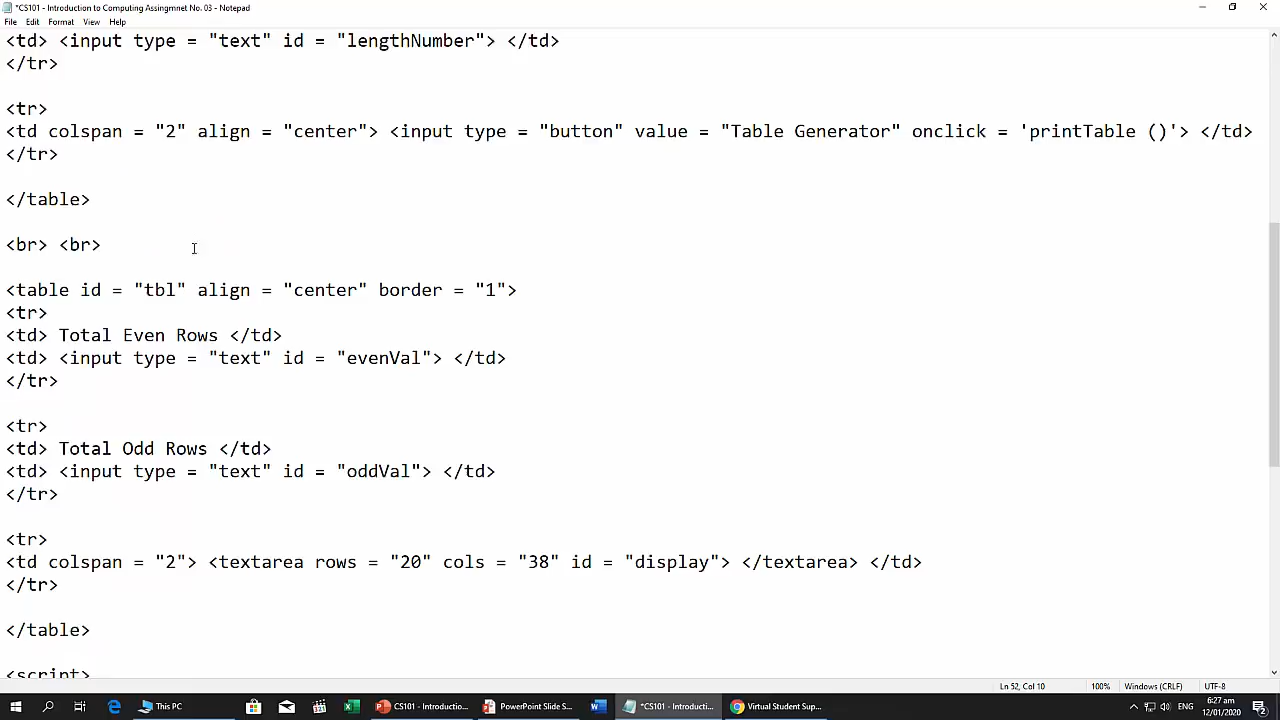 *CS101 - Introduction to Computing Assingmnet No. 03 - Notepad
File Edit Format View Help
<td> <input type = "text" id = "lengthNumber"> </td>
</tr>
<tr>
<td colspan = "2" align = "center"> <input type = "button" value = "Table Generator" onclick = 'printTable ()'> </td>
</tr>
</table>
<br> <br>
<table id = "tbl" align = "center" border = "1">
<tr>
<td> Total Even Rows </td>
<td> <input type = "text" id = "evenVal"> </td>
</tr>
<tr>
<td> Total Odd Rows </td>
<td> <input type = "text" id = "oddVal"> </td>
</tr>
<tr>
<td colspan = "2"> <textarea rows = "20" cols = "38" id = "display"> </textarea> </td>
</tr>
</table>
<script>
Ln 52, Col 10 100% Windows (CRLF) UTF-8
This PC CS101 - Introductio... PowerPoint Slide S... *CS101 - Introducti... Virtual Student Sup... ENG 6:27 am
12/01/2020